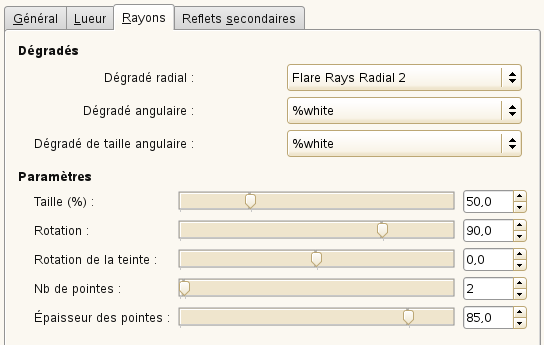 Général Lueur Rayons Reflets secondaires
Dégradés
Dégradé radial : Flare Rays Radial 2
Dégradé angulaire : %white
Dégradé de taille angulaire : %white
Paramètres
Taille (%) : 50,0
Rotation : 90,0
Rotation de la teinte : 0,0
Nb de pointes : 2
Épaisseur des pointes : 85,0